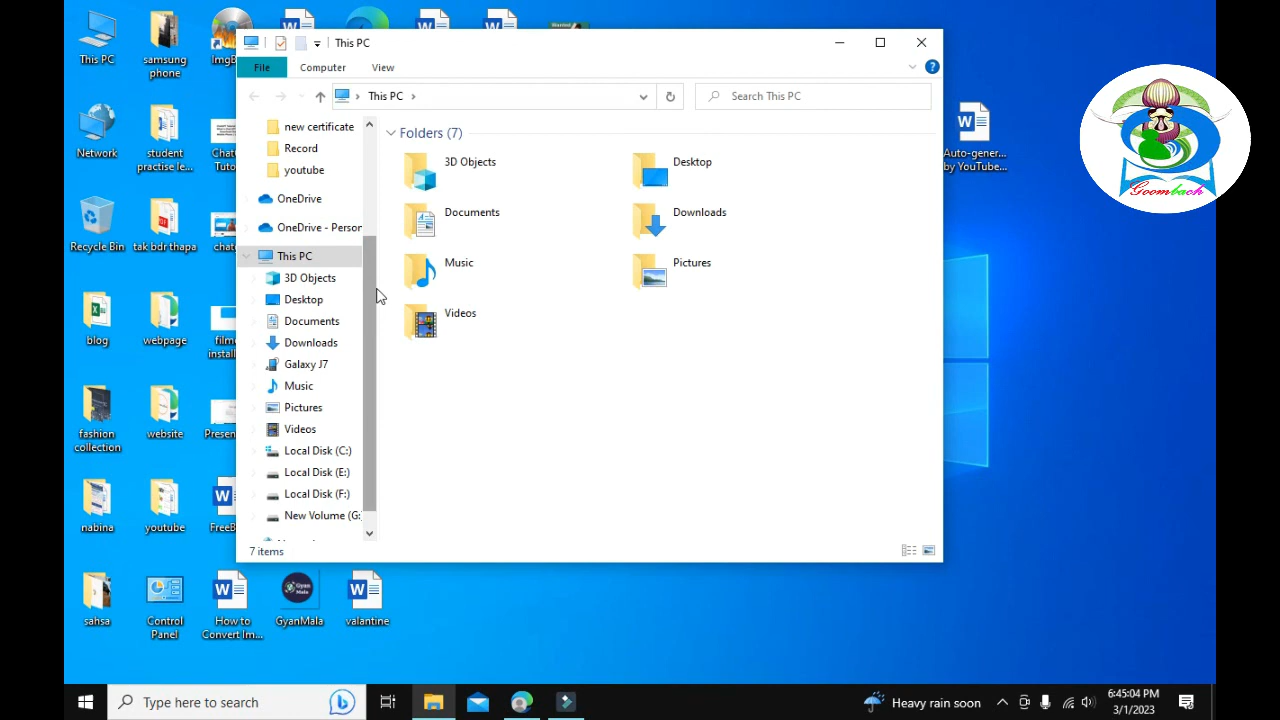 This PC
samsung
phone
ImgB
This PC
File
Computer
View
This PC
Search This PC
new certificate
Record
youtube
OneDrive
OneDrive - Person
This PC
3D Objects
Desktop
Documents
Downloads
Galaxy J7
Music
Pictures
Videos
Local Disk (C:)
Local Disk (E:)
Local Disk (F:)
New Volume (G:
Folders (7)
3D Objects
Desktop
Documents
Downloads
Music
Pictures
Videos
7 items
Network
student
practise le...
Chat
Tuto
Recycle Bin
tak bdr thapa
chat
blog
webpage
filme
install
fashion
collection
website
Presen
nabina
youtube
FreeB
sahsa
Control
Panel
How to
Convert Im...
Gyan
Mala
GyanMala
valantine
Auto-gener...
by YouTube...
Goombach
Type here to search
Heavy rain soon
6:45:04 PM
3/1/2023